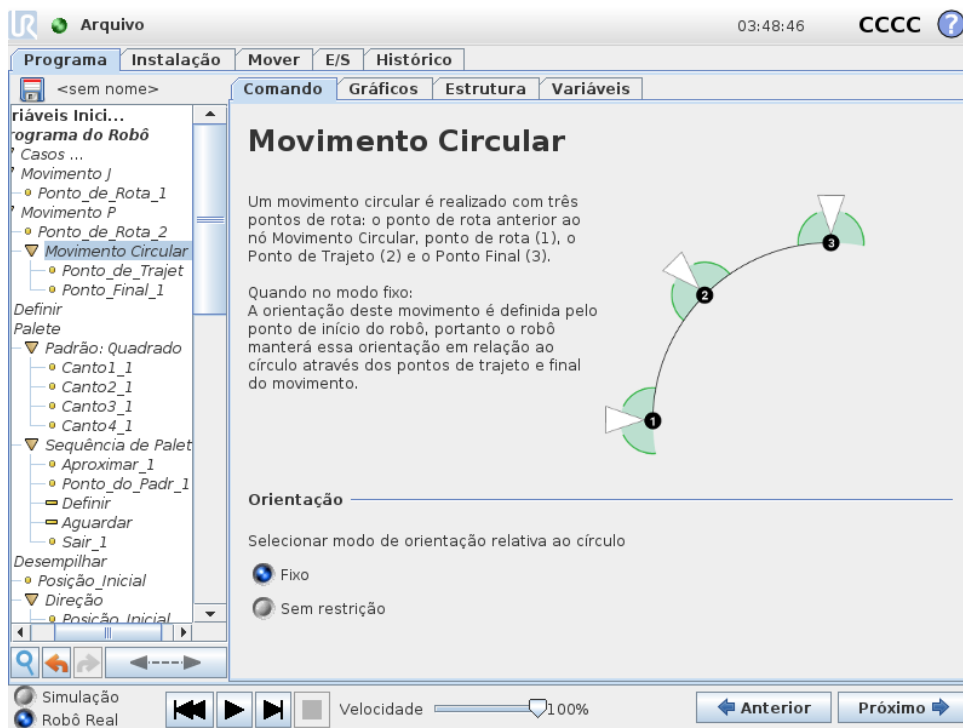 UR Arquivo 03:48:46 CCCC ?
Programa Instalação Mover E/S Histórico
<sem nome> Comando Gráficos Estrutura Variáveis
riáveis Inici...
rograma do Robô
Casos ...
Movimento J
Ponto_de_Rota_1
Movimento P
Ponto_de_Rota_2
Movimento Circular
Ponto_de_Trajet
Ponto_Final_1
Definir
Palete
Padrão: Quadrado
Canto1_1
Canto2_1
Canto3_1
Canto4_1
Sequência de Palet
Aproximar_1
Ponto_do_Padr_1
Definir
Aguardar
Sair_1
Desempilhar
Posição_Inicial
Direção
Posição_Inicial
Movimento Circular
Um movimento circular é realizado com três
pontos de rota: o ponto de rota anterior ao
nó Movimento Circular, ponto de rota (1), o
Ponto de Trajeto (2) e o Ponto Final (3).
Quando no modo fixo:
A orientação deste movimento é definida pelo
ponto de início do robô, portanto o robô
manterá essa orientação em relação ao
círculo através dos pontos de trajeto e final
do movimento.
3
2
1
Orientação
Selecionar modo de orientação relativa ao círculo
Fixo
Sem restrição
Simulação
Robô Real
Velocidade 100%
Anterior
Próximo